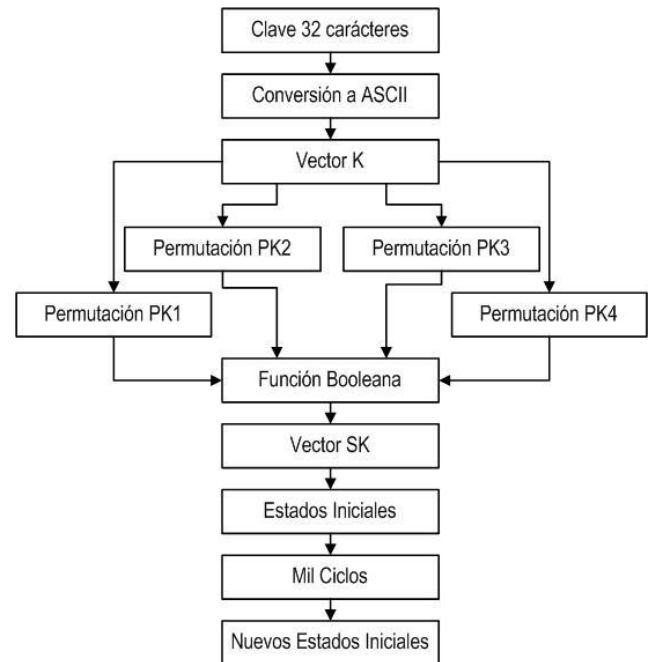 Clave 32 carácteres
Conversión a ASCII
Vector K
Permutación PK2
Permutación PK3
Permutación PK1
Permutación PK4
Función Booleana
Vector SK
Estados Iniciales
Mil Ciclos
Nuevos Estados Iniciales